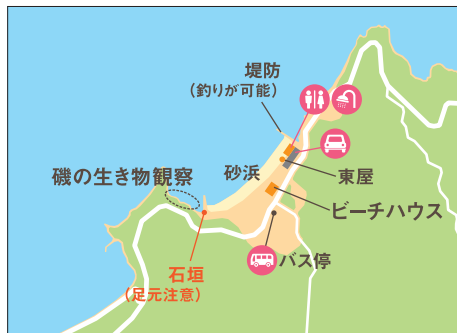 堤防
(釣りが可能)
砂浜
東屋
磯の生き物観察
ビーチハウス
石垣
(足元注意)
バス停